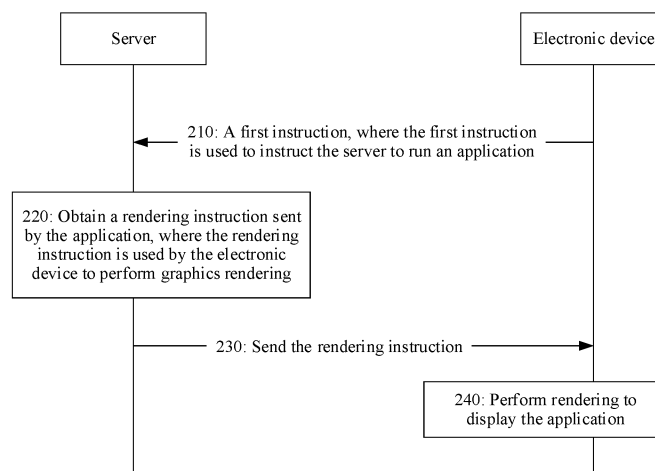 Server
Electronic device
210: A first instruction, where the first instruction
is used to instruct the server to run an application
220: Obtain a rendering instruction sent
by the application, where the rendering
instruction is used by the electronic
device to perform graphics rendering
230: Send the rendering instruction
240: Perform rendering to
display the application